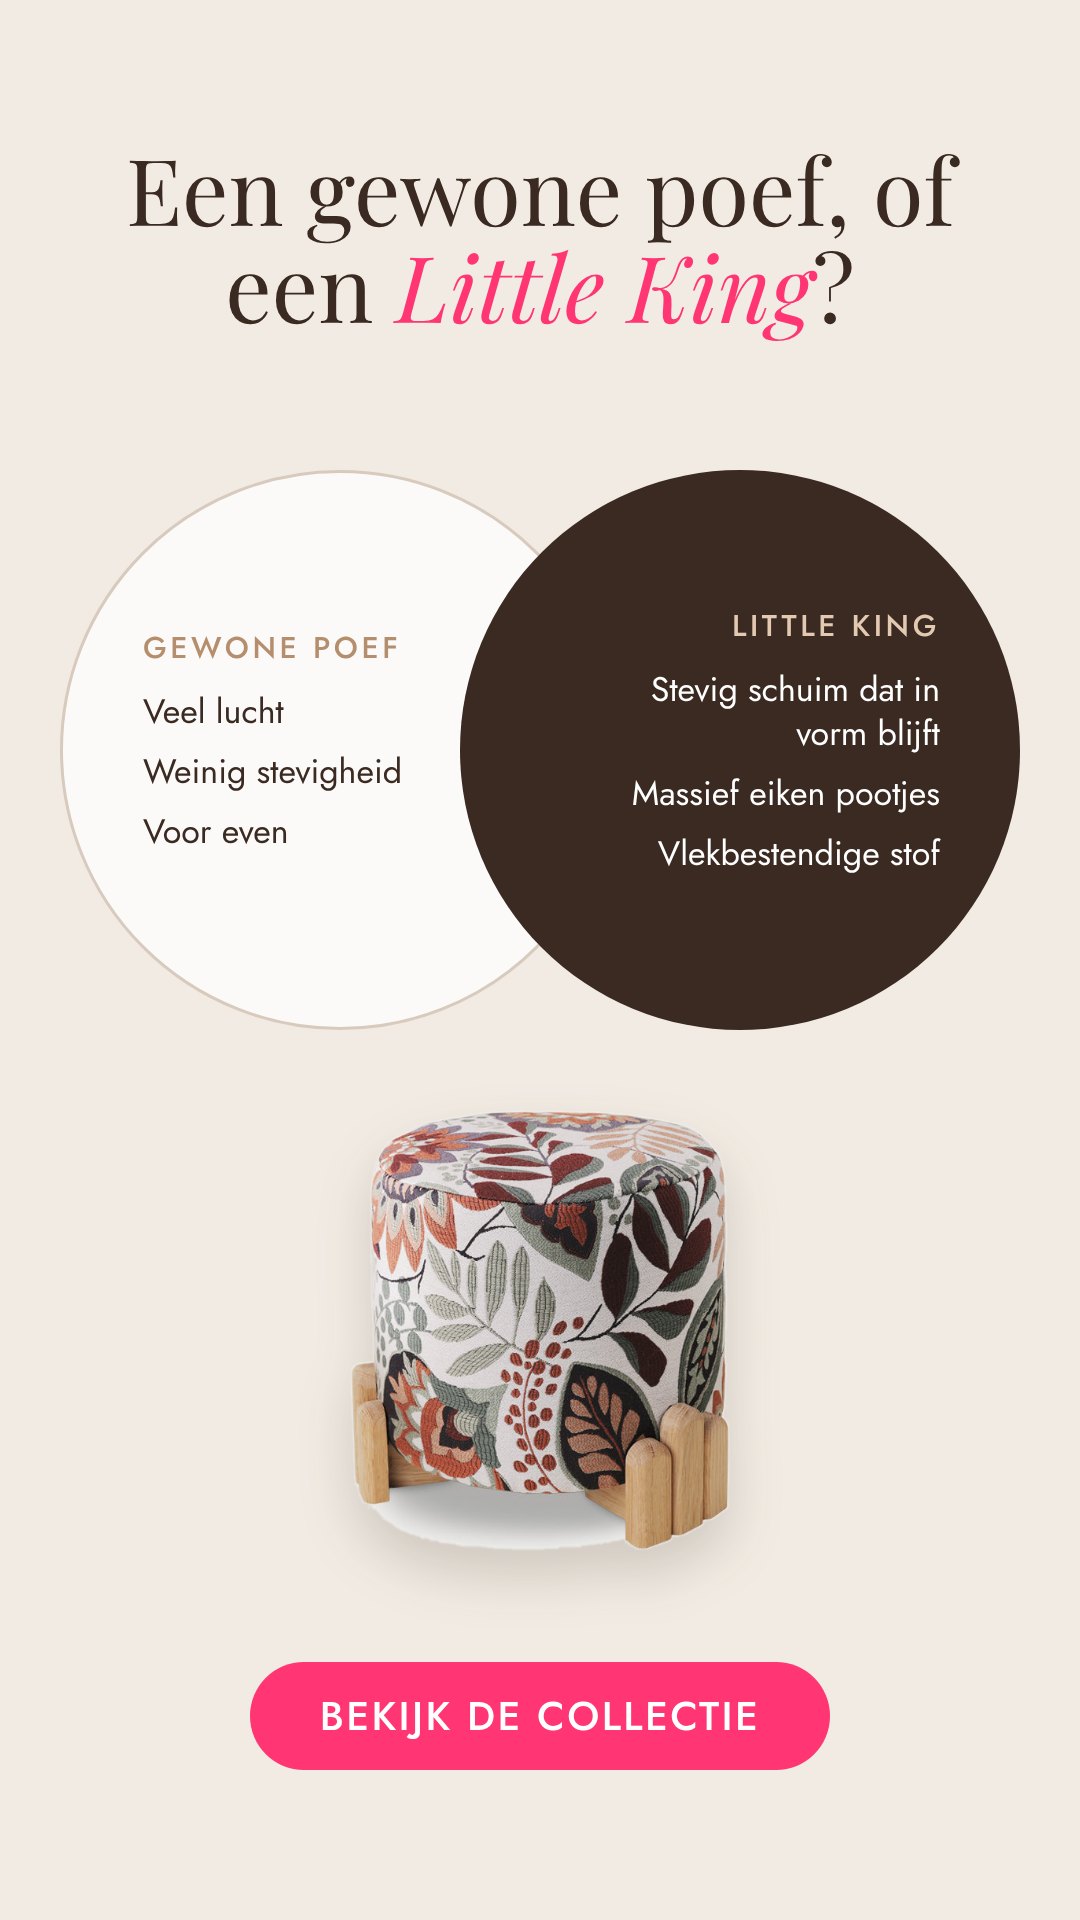 Een gewone poef, of
een Little King?
GEWONE POEF
Veel lucht
Weinig stevigheid
Voor even
LITTLE KING
Stevig schuim dat in
vorm blijft
Massief eiken pootjes
Vlekbestendige stof
BEKIJK DE COLLECTIE